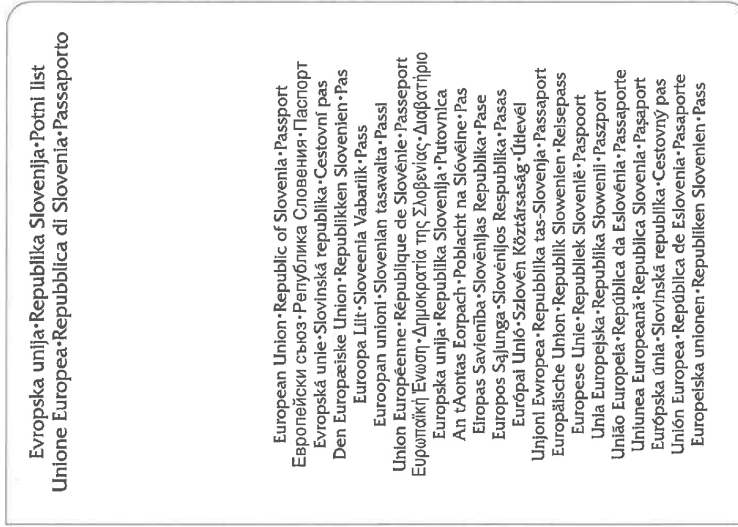 Evropska unija•Republika Slovenija•Potni list
Unione Europea•Repubblica di Slovenia•Passaporto
European Union•Republic of Slovenia•Passport
Европейски съюз•Република Словения•Паспорт
Evropská unie•Slovinská republika•Cestovní pas
Den Europæiske Union•Republikken Slovenien•Pas
Euroopa Liit•Sloveenia Vabariik•Pass
Euroopan unioni•Slovenian tasavalta•Passi
Union Européenne•République de Slovénie•Passeport
Ευρωπαϊκή Ένωση•Δημοκρατία της Σλοβενίας•Διαβατήριο
Europska unija•Republika Slovenija•Putovnica
An tAontas Eorpach•Poblacht na Slóvéine•Pas
Eiropas Savienība•Slovēnijas Republika•Pase
Europos Sąjunga•Slovėnijos Respublika•Pasas
Európai Unió•Szlovén Köztársaság•Útlevél
Unjoni Ewropea•Repubblika tas-Slovenja•Passaport
Europäische Union•Republik Slowenien•Reisepass
Europese Unie•Republiek Slovenië•Paspoort
Unia Europejska•Republika Słowenii•Paszport
União Europeia•República da Eslovénia•Passaporte
Uniunea Europeană•Republica Slovenia•Pașaport
Európska únia•Slovinská republika•Cestovný pas
Unión Europea•República de Eslovenia•Pasaporte
Europeiska unionen•Republiken Slovenien•Pass